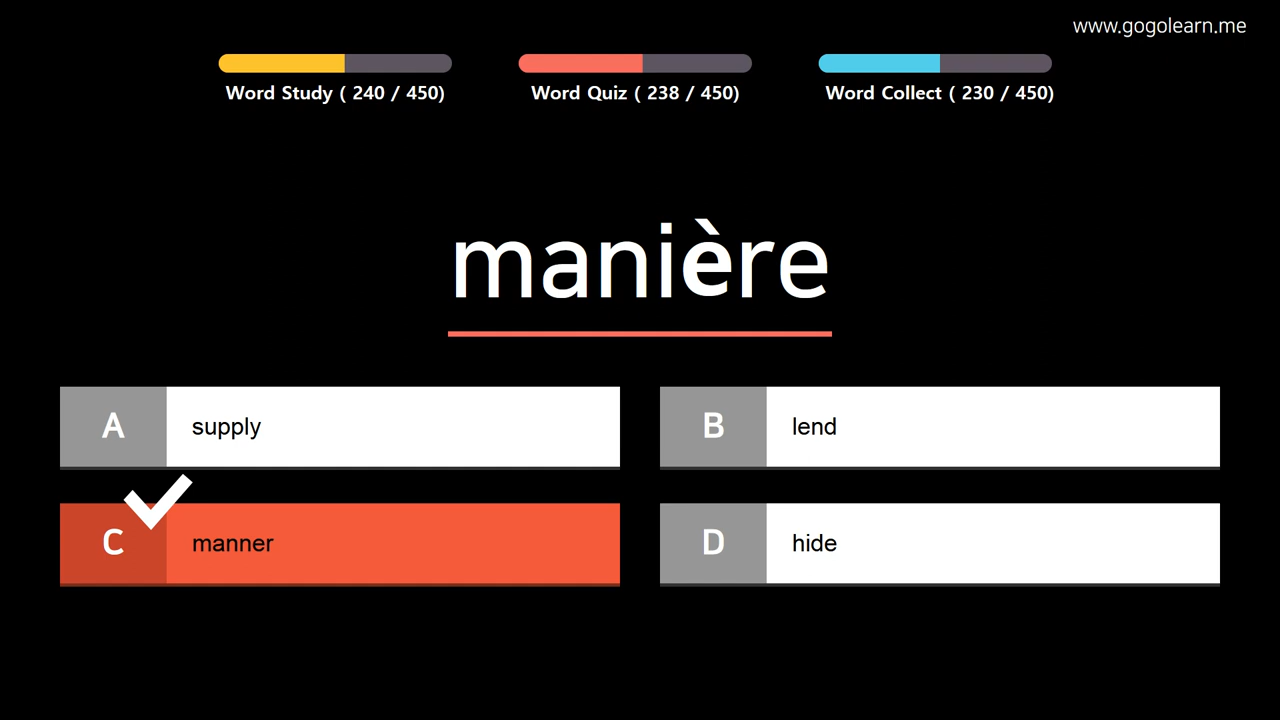 www.gogolearn.me
Word Study ( 240 / 450)
Word Quiz ( 238 / 450)
Word Collect ( 230 / 450)
manière
A supply
B lend
C manner
D hide